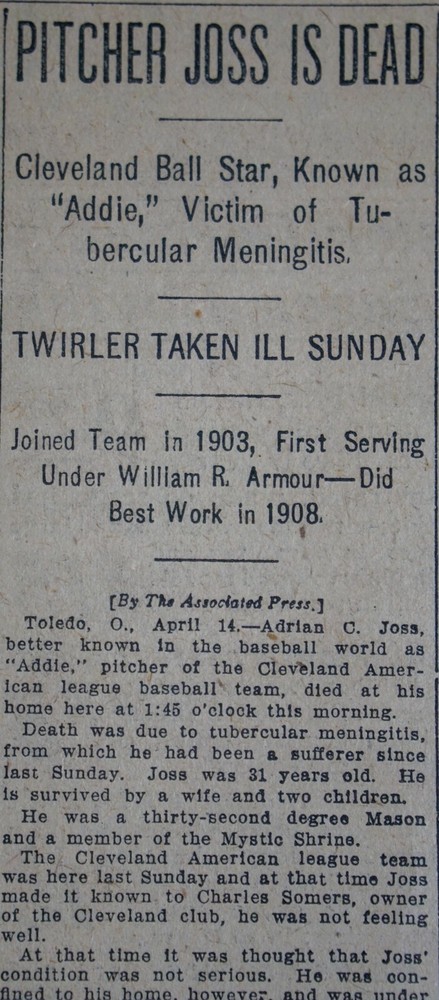 PITCHER JOSS IS DEAD
Cleveland Ball Star, Known as
"Addie," Victim of Tu-
bercular Meningitis.
TWIRLER TAKEN ILL SUNDAY
Joined Team in 1903, First Serving
Under William R. Armour—Did
Best Work in 1908.
[By The Associated Press.]
Toledo, O., April 14.—Adrian C. Joss,
better known in the baseball world as
"Addie," pitcher of the Cleveland Amer-
ican league baseball team, died at his
home here at 1:45 o'clock this morning.
Death was due to tubercular meningitis,
from which he had been a sufferer since
last Sunday. Joss was 31 years old. He
is survived by a wife and two children.
He was a thirty-second degree Mason
and a member of the Mystic Shrine.
The Cleveland American league team
was here last Sunday and at that time Joss
made it known to Charles Somers, owner
of the Cleveland club, he was not feeling
well.
At that time it was thought that Joss'
condition was not serious. He was con-
fined to his home, however, and was under